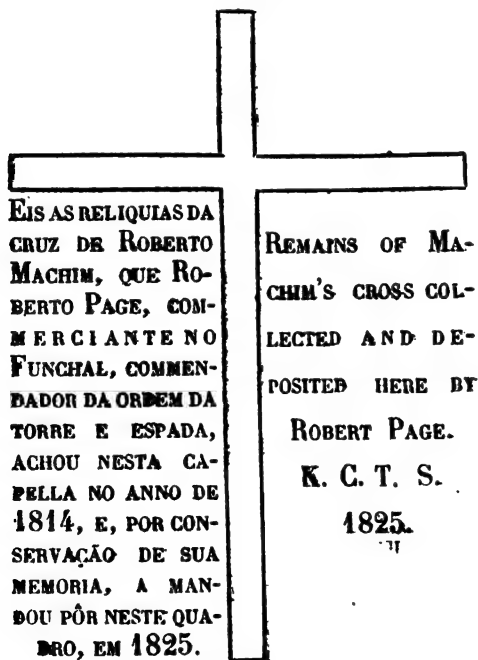 EIS AS RELIQUIAS DA
CRUZ DE ROBERTO
MACHIM, QUE RO-
BERTO PAGE, COM-
MERCIANTE NO
FUNCHAL, COMMEN-
DADOR DA ORDEM DA
TORRE E ESPADA,
ACHOU NESTA CA-
PELLA NO ANNO DE
1814, E, POR CON-
SERVAÇÃO DE SUA
MEMORIA, A MAN-
DOU PÔR NESTE QUA-
DRO, EM 1825.
REMAINS OF MA-
CHIM'S CROSS COL-
LECTED AND DE-
POSITED HERE BY
ROBERT PAGE.
K. C. T. S.
1825.